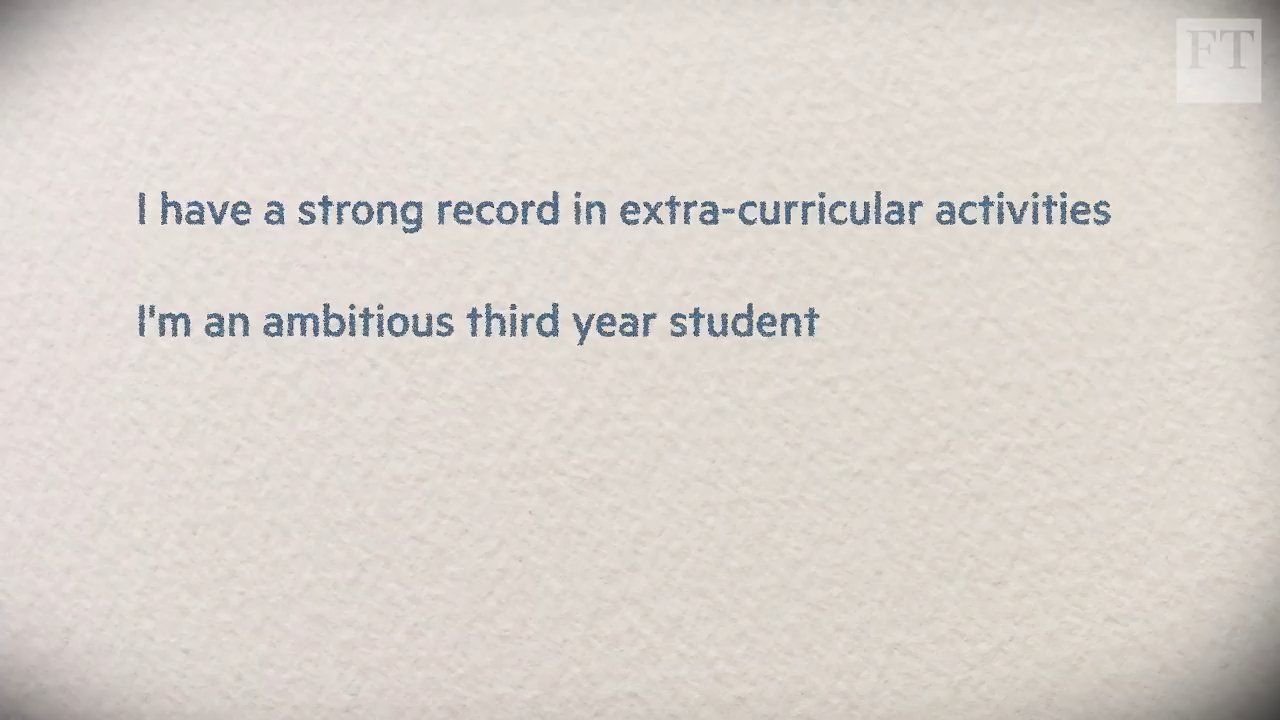 FT
I have a strong record in extra-curricular activities
I'm an ambitious third year student